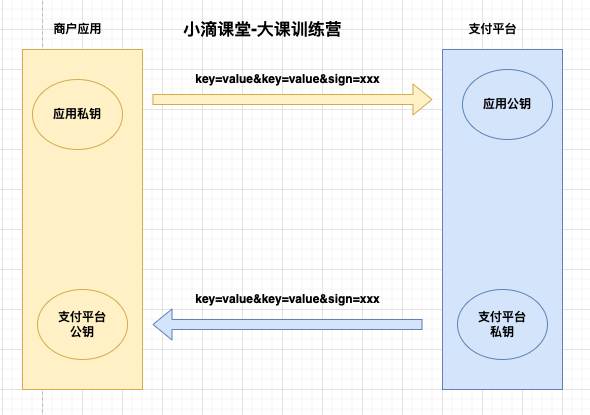 商户应用
小滴课堂-大课训练营
支付平台
key=value&key=value&sign=xxx
应用私钥
应用公钥
key=value&key=value&sign=xxx
支付平台
公钥
支付平台
私钥